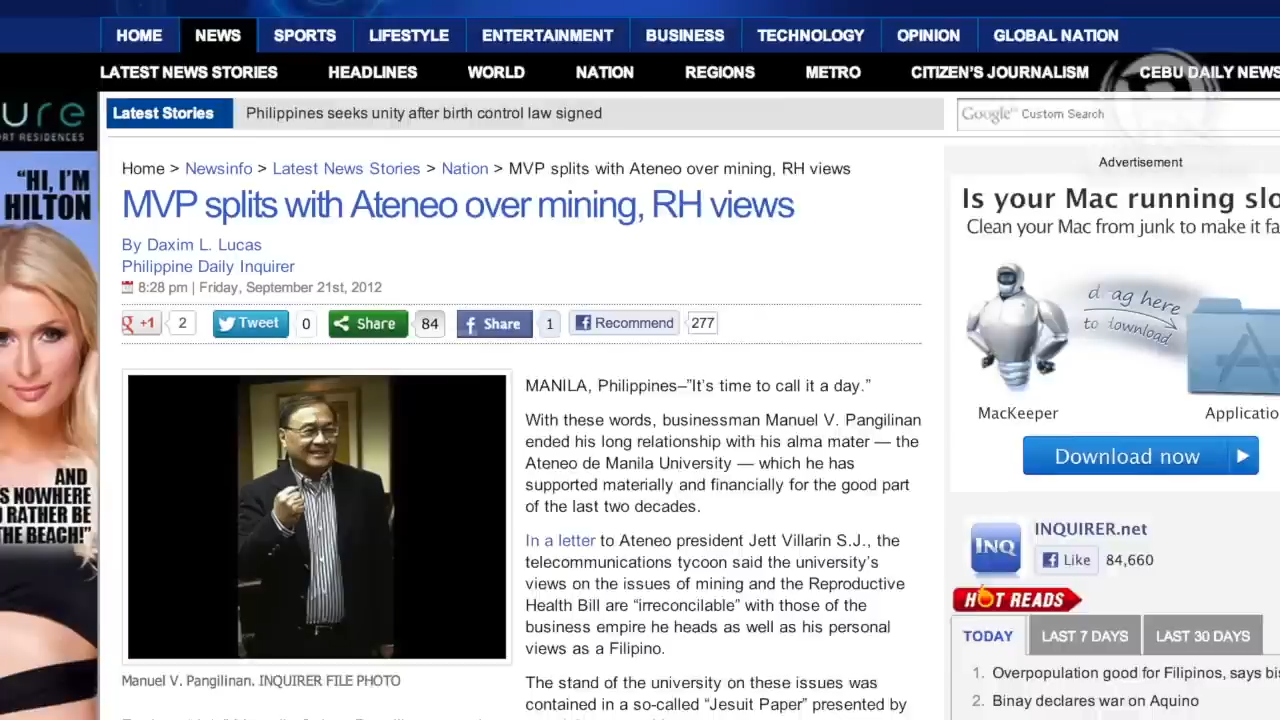 HOME NEWS SPORTS LIFESTYLE ENTERTAINMENT BUSINESS TECHNOLOGY OPINION GLOBAL NATION
LATEST NEWS STORIES HEADLINES WORLD NATION REGIONS METRO CITIZEN'S JOURNALISM CEBU DAILY NEWS
Latest Stories Philippines seeks unity after birth control law signed
Google Custom Search
ure
RT RESIDENCES
"HI, I'M
HILTON
AND
S NOWHERE
RATHER BE
THE BEACH!"
Home > Newsinfo > Latest News Stories > Nation > MVP splits with Ateneo over mining, RH views
MVP splits with Ateneo over mining, RH views
By Daxim L. Lucas
Philippine Daily Inquirer
8:28 pm | Friday, September 21st, 2012
+1 2 Tweet 0 Share 84 Share 1 Recommend 277
Manuel V. Pangilinan. INQUIRER FILE PHOTO
MANILA, Philippines–"It's time to call it a day."
With these words, businessman Manuel V. Pangilinan
ended his long relationship with his alma mater — the
Ateneo de Manila University — which he has
supported materially and financially for the good part
of the last two decades.
In a letter to Ateneo president Jett Villarin S.J., the
telecommunications tycoon said the university's
views on the issues of mining and the Reproductive
Health Bill are "irreconcilable" with those of the
business empire he heads as well as his personal
views as a Filipino.
The stand of the university on these issues was
contained in a so-called "Jesuit Paper" presented by
Advertisement
Is your Mac running slo
Clean your Mac from junk to make it fa
d ag here
to download
MacKeeper Applicatio
Download now
INQ
INQUIRER.net
Like 84,660
HOT READS
TODAY LAST 7 DAYS LAST 30 DAYS
1. Overpopulation good for Filipinos, says bis
2. Binay declares war on Aquino